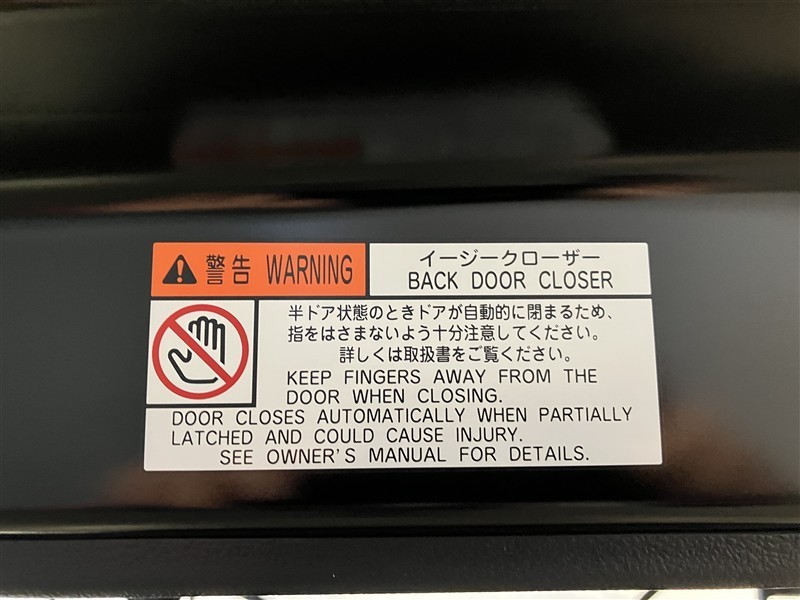 警告 WARNING
イージークローザー
BACK DOOR CLOSER
半ドア状態のときドアが自動的に閉まるため、
指をはさまないよう十分注意してください。
詳しくは取扱書をご覧ください。
KEEP FINGERS AWAY FROM THE
DOOR WHEN CLOSING.
DOOR CLOSES AUTOMATICALLY WHEN PARTIALLY
LATCHED AND COULD CAUSE INJURY.
SEE OWNER'S MANUAL FOR DETAILS.